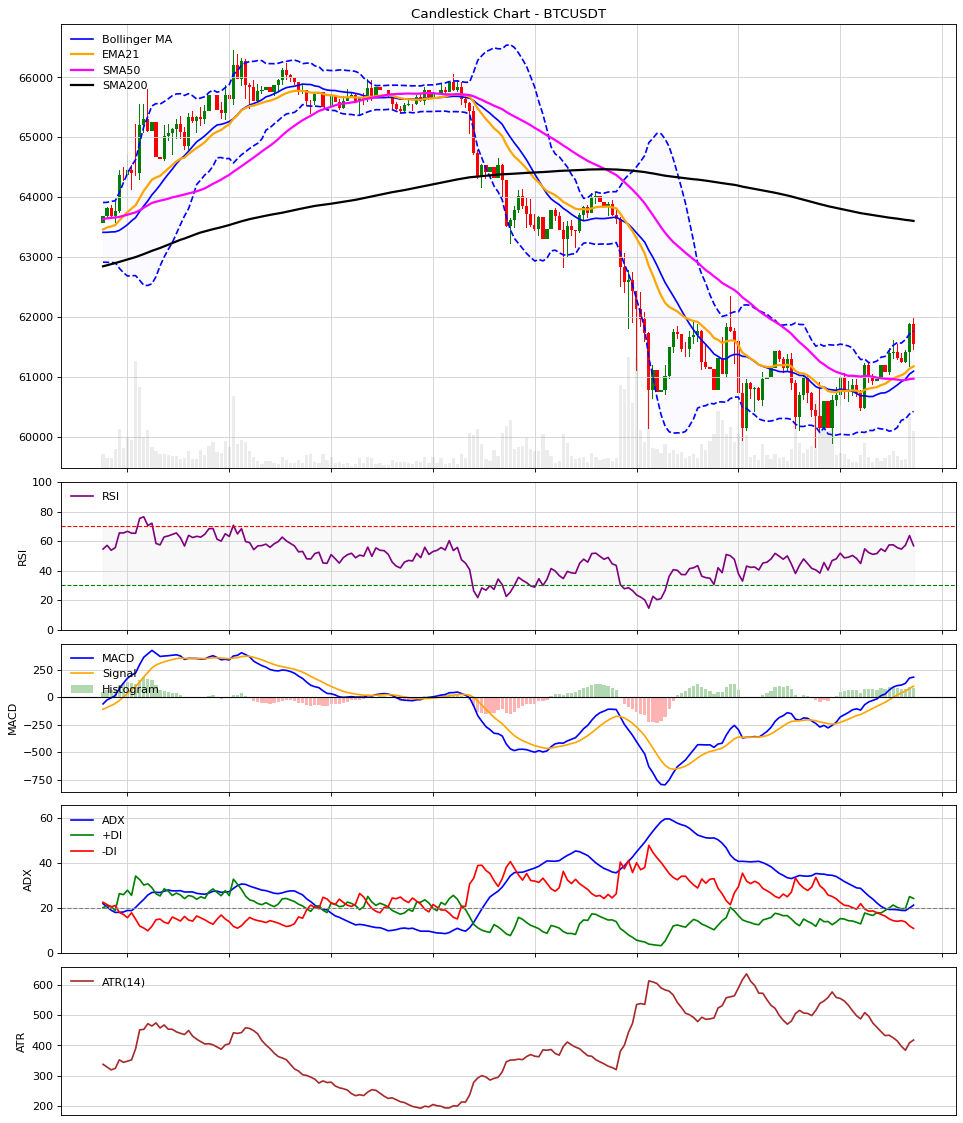 Candlestick Chart - BTCUSDT
Bollinger MA
EMA21
SMA50
SMA200
66000
65000
64000
63000
62000
61000
60000
100
80
60
40
20
0
RSI
RSI
250
0
−250
−500
−750
MACD
MACD
Signal
Histogram
60
40
20
0
ADX
ADX
+DI
-DI
600
500
400
300
200
ATR
ATR(14)